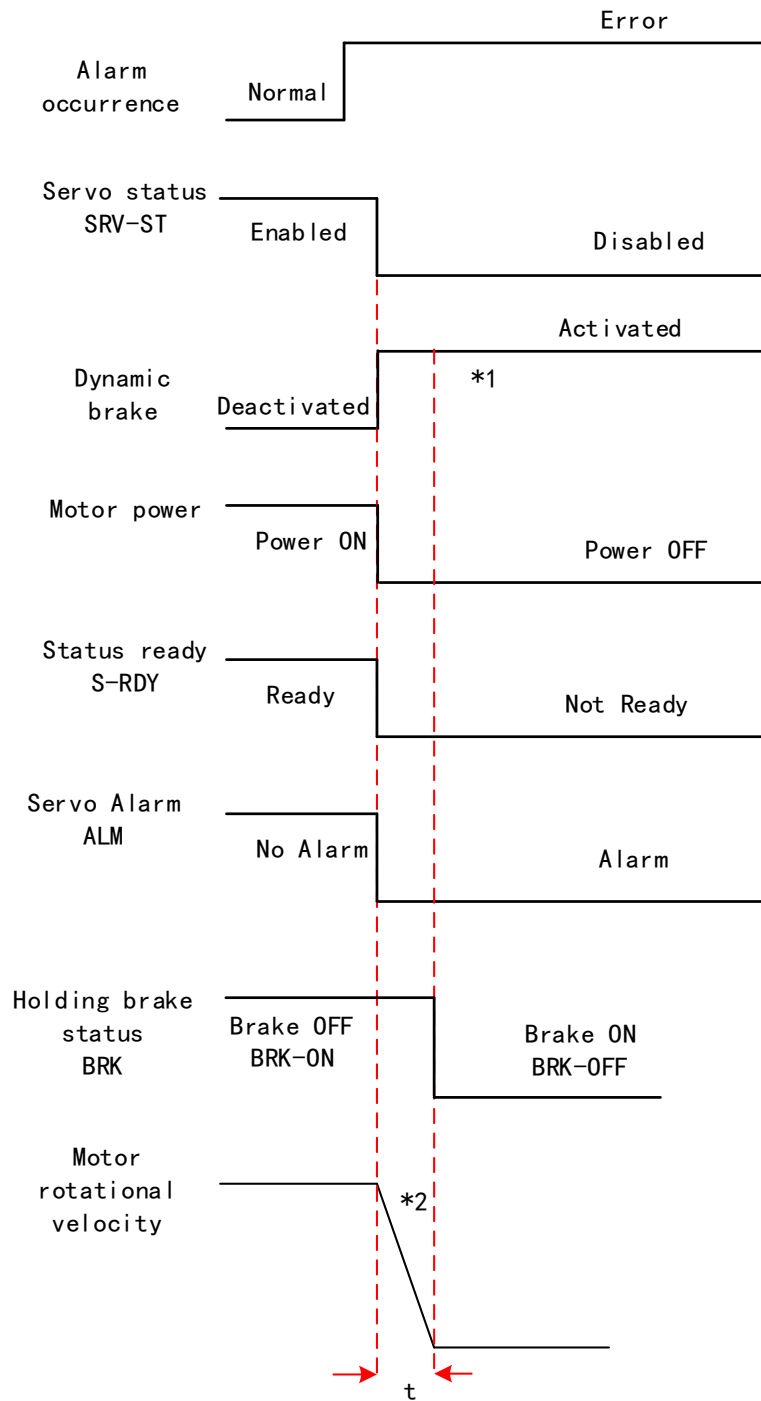 Error
Alarm
occurrence
Normal
Servo status
SRV-ST
Enabled
Disabled
Activated
Dynamic
brake
Deactivated
*1
Motor power
Power ON
Power OFF
Status ready
S-RDY
Ready
Not Ready
Servo Alarm
ALM
No Alarm
Alarm
Holding brake
status
BRK
Brake OFF
BRK-ON
Brake ON
BRK-OFF
Motor
rotational
velocity
*2
t